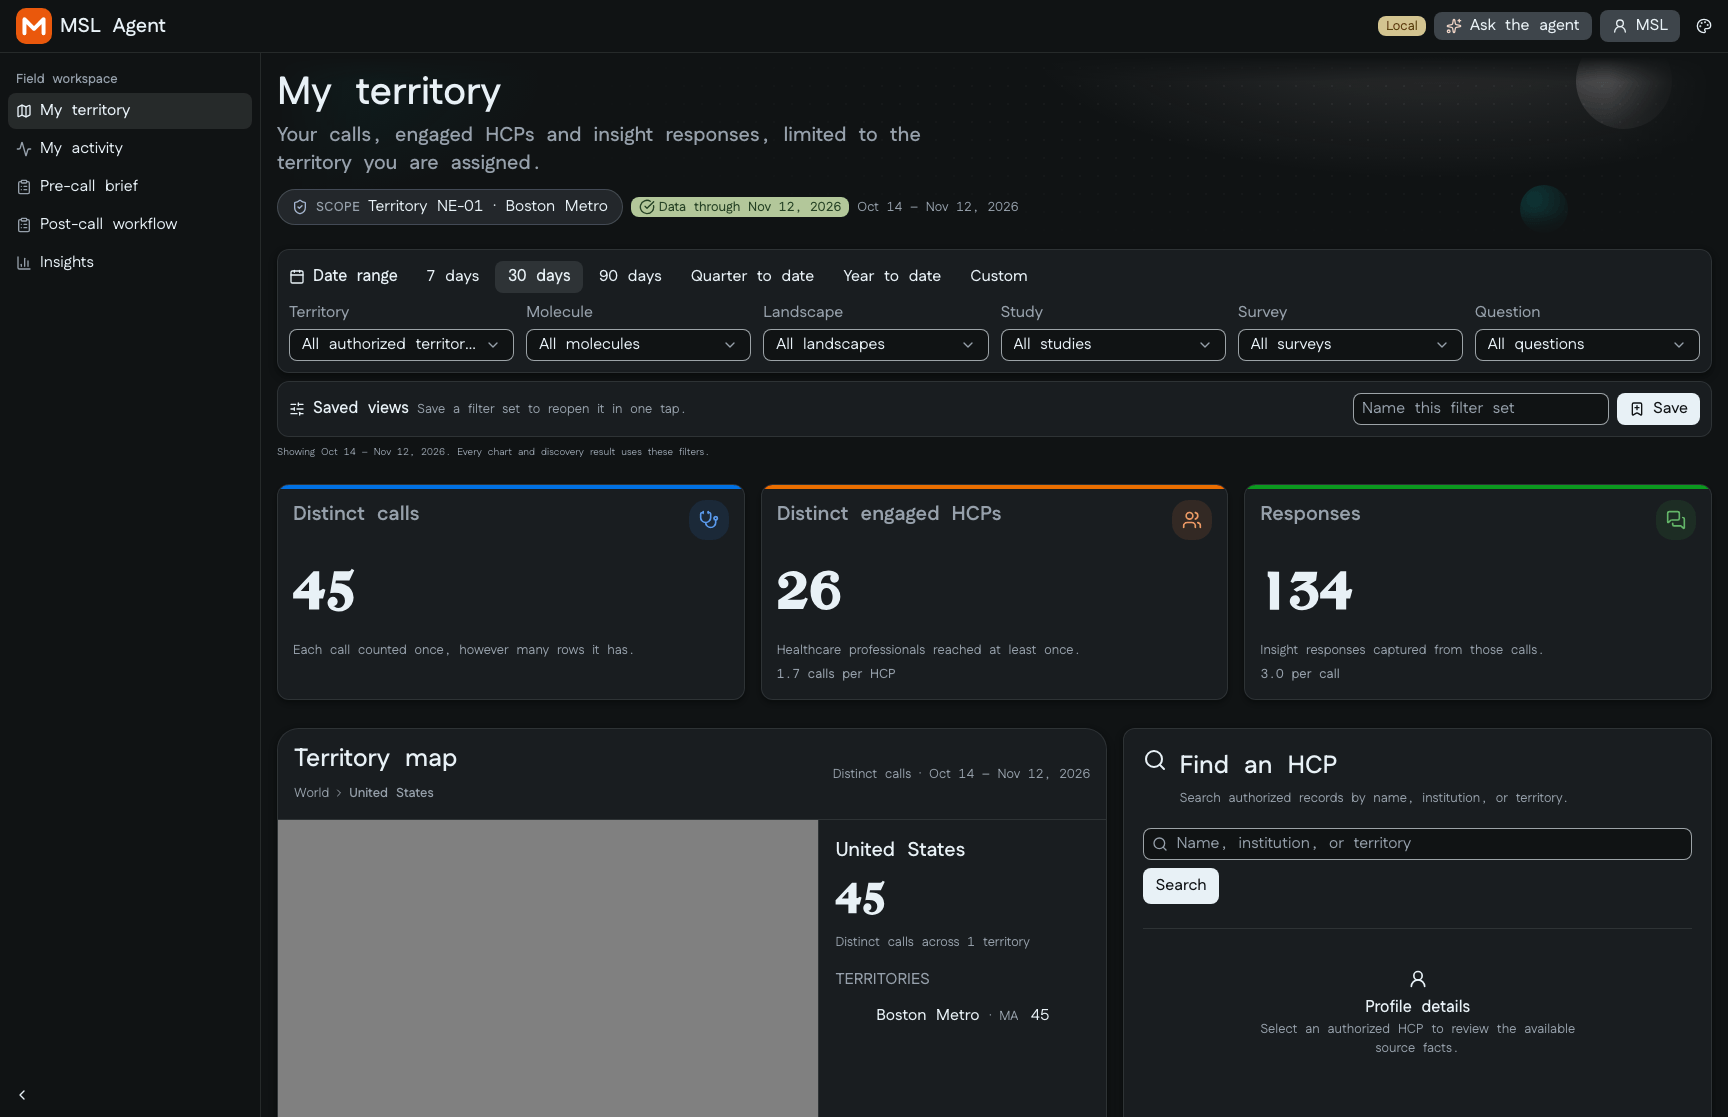 MSL Agent
Local
Ask the agent
MSL
Field workspace
My territory
My activity
Pre-call brief
Post-call workflow
Insights
My territory
Your calls, engaged HCPs and insight responses, limited to the
territory you are assigned.
SCOPE Territory NE-01 · Boston Metro
Data through Nov 12, 2026
Oct 14 – Nov 12, 2026
Date range
7 days
30 days
90 days
Quarter to date
Year to date
Custom
Territory
Molecule
Landscape
Study
Survey
Question
All authorized territor...
All molecules
All landscapes
All studies
All surveys
All questions
Saved views Save a filter set to reopen it in one tap.
Name this filter set
Save
Showing Oct 14 – Nov 12, 2026. Every chart and discovery result uses these filters.
Distinct calls
45
Each call counted once, however many rows it has.
Distinct engaged HCPs
26
Healthcare professionals reached at least once.
1.7 calls per HCP
Responses
134
Insight responses captured from those calls.
3.0 per call
Territory map
World > United States
Distinct calls · Oct 14 – Nov 12, 2026
United States
45
Distinct calls across 1 territory
TERRITORIES
Boston Metro · MA 45
Find an HCP
Search authorized records by name, institution, or territory.
Name, institution, or territory
Search
Profile details
Select an authorized HCP to review the available
source facts.